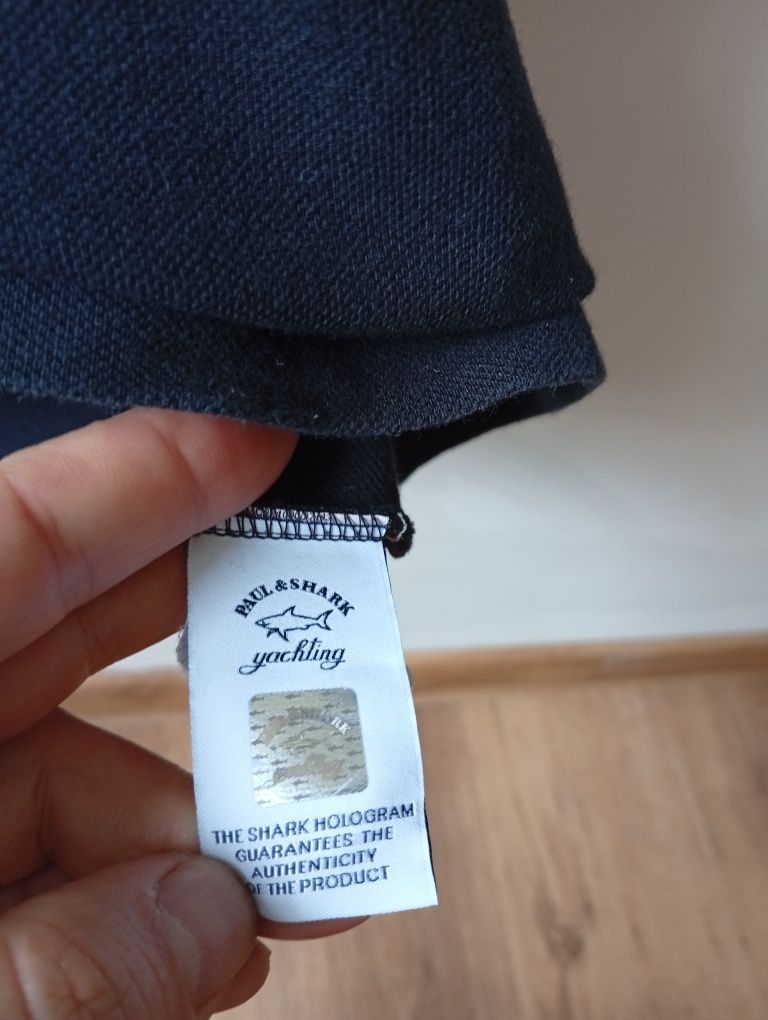 PAUL & SHARK
yachting
THE SHARK HOLOGRAM
GUARANTEES THE
AUTHENTICITY
OF THE PRODUCT